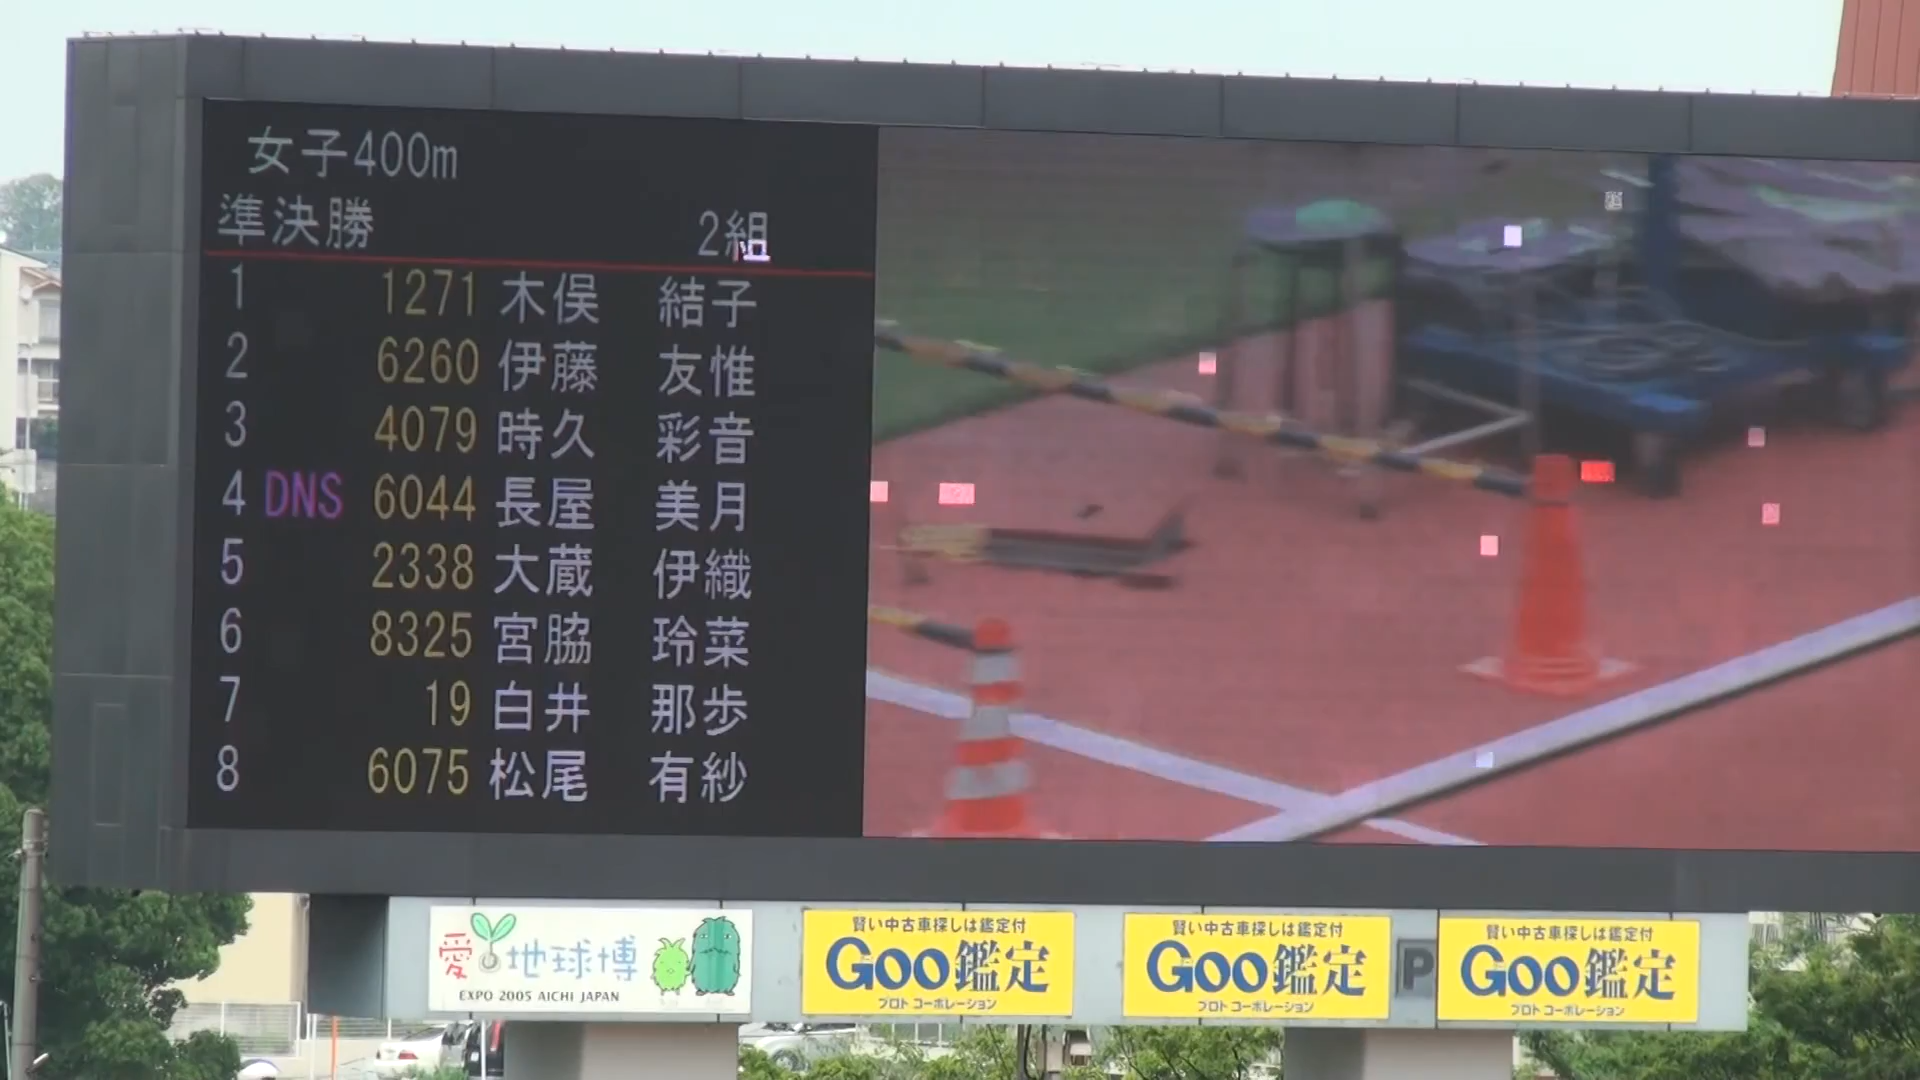 女子400m
準決勝 2組
1 1271 木俣 結子
2 6260 伊藤 友惟
3 4079 時久 彩音
4 DNS 6044 長屋 美月
5 2338 大蔵 伊織
6 8325 宮脇 玲菜
7 19 白井 那歩
8 6075 松尾 有紗
愛・地球博
EXPO 2005 AICHI JAPAN
賢い中古車探しは鑑定付
Goo鑑定
プロトコーポレーション
賢い中古車探しは鑑定付
Goo鑑定
プロトコーポレーション
P
賢い中古車探しは鑑定付
Goo鑑定
プロトコーポレーション